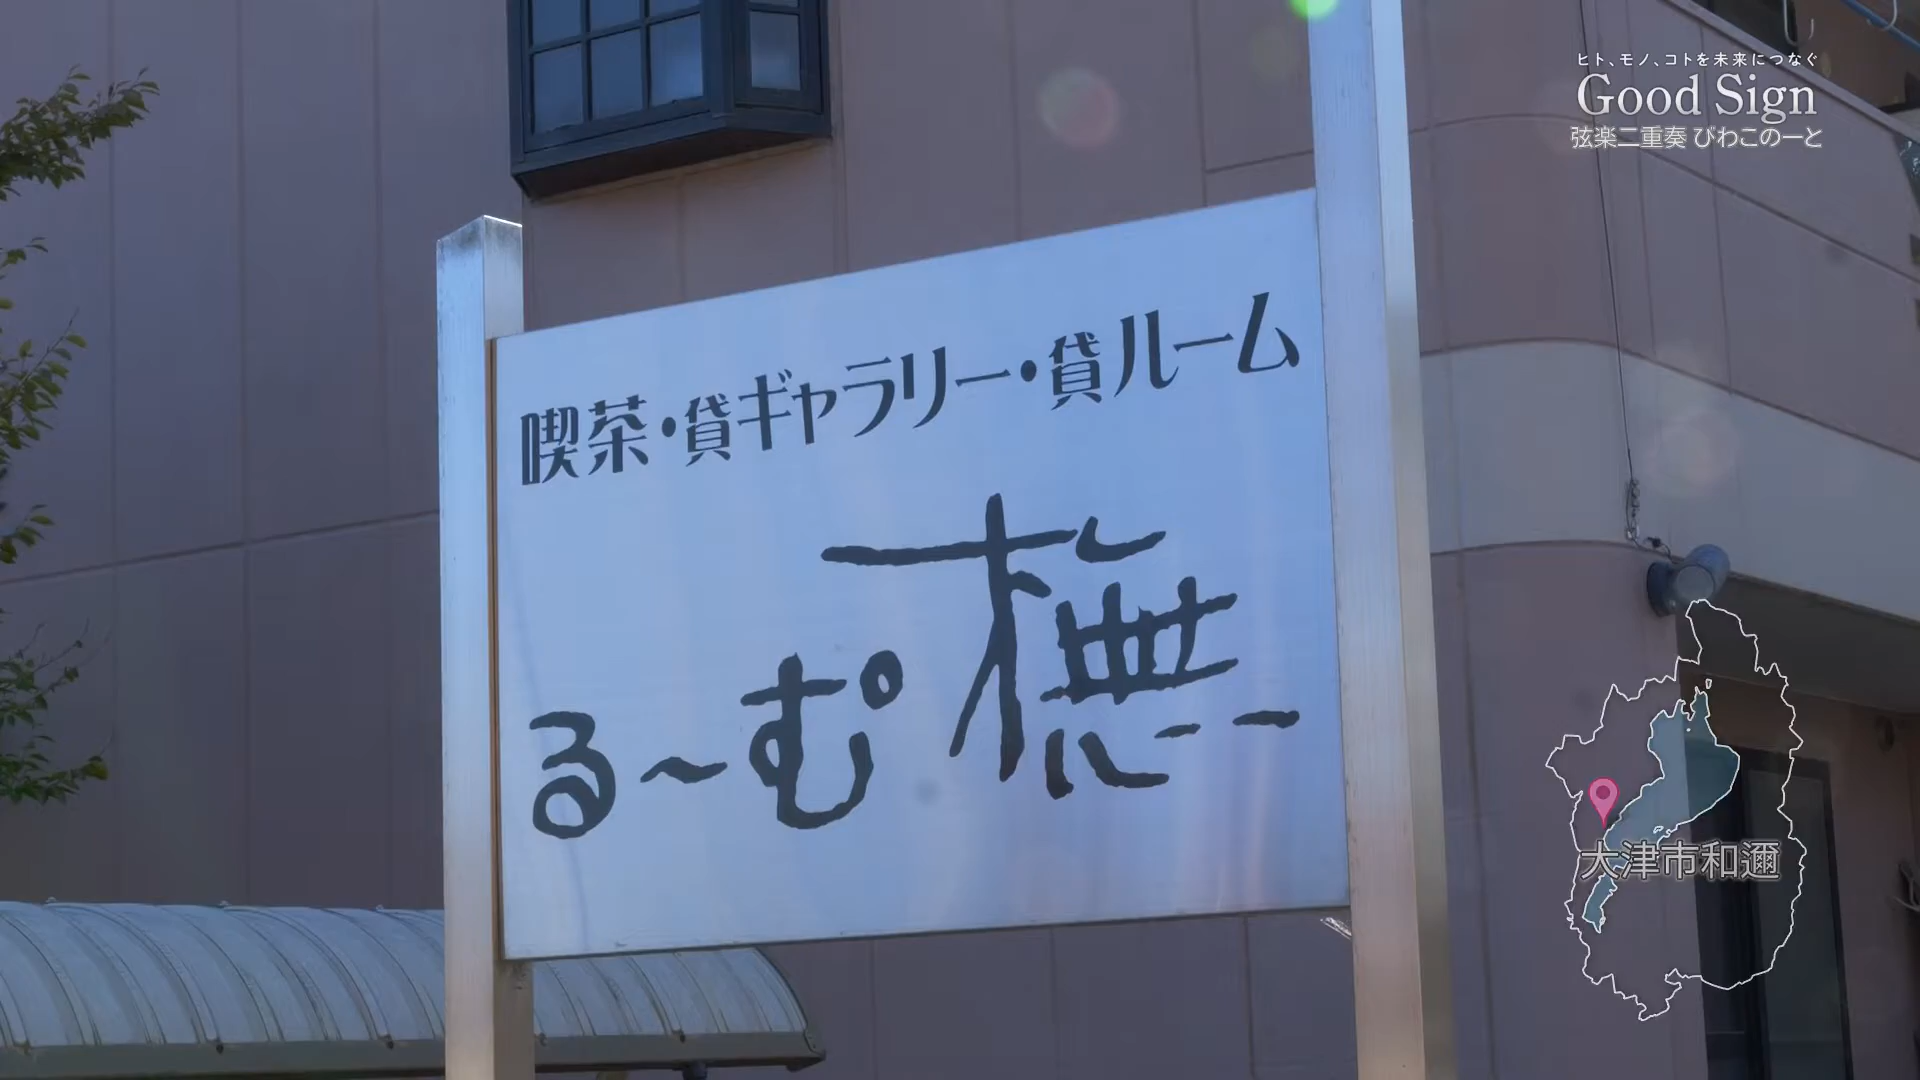 ヒト、モノ、コトを未来につなぐ
Good Sign
弦楽二重奏 びわこのーと
喫茶・貸ギャラリー・貸ルーム
る〜む 橅
大津市和邇